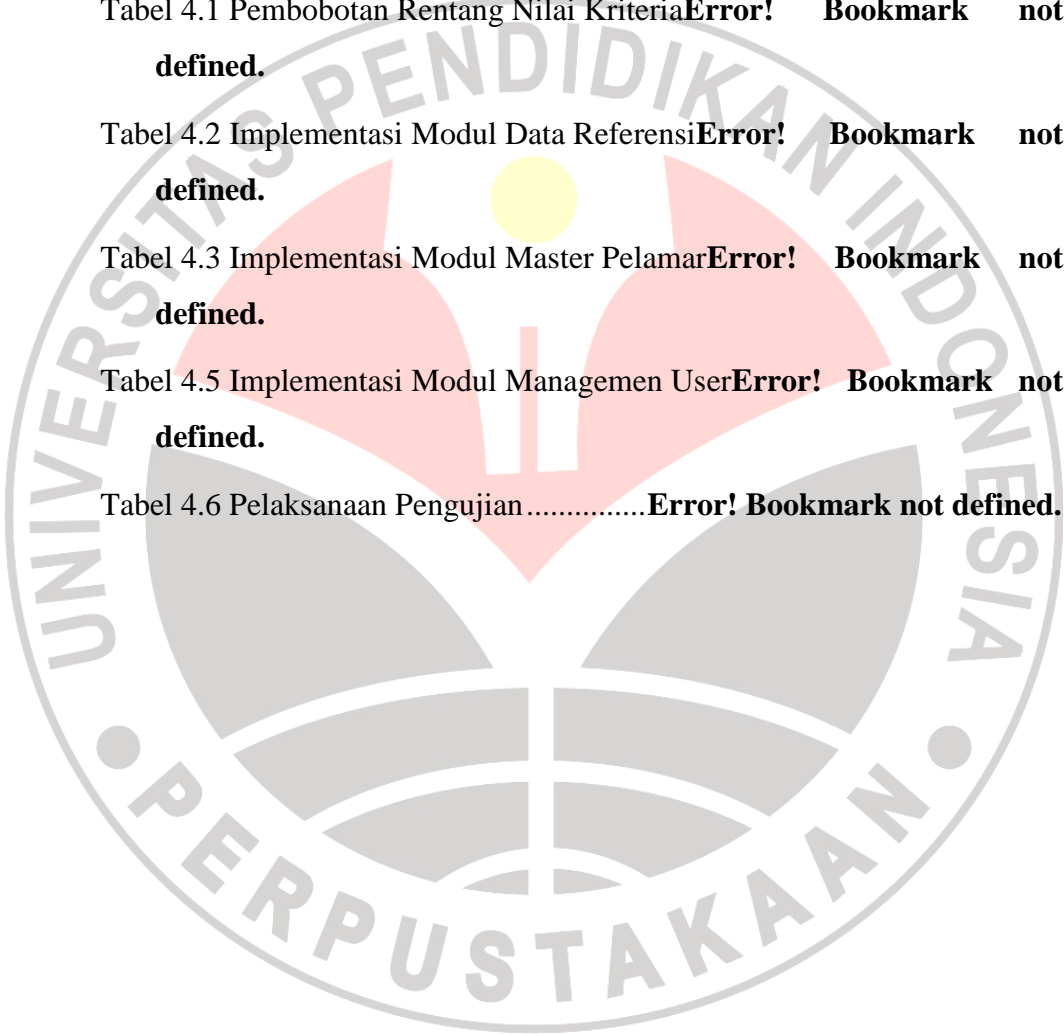 Tabel 4.1 Pembobotan Rentang Nilai KriteriaError! Bookmark not
defined.
Tabel 4.2 Implementasi Modul Data ReferensiError! Bookmark not
defined.
Tabel 4.3 Implementasi Modul Master PelamarError! Bookmark not
defined.
Tabel 4.5 Implementasi Modul Managemen UserError! Bookmark not
defined.
Tabel 4.6 Pelaksanaan Pengujian...............Error! Bookmark not defined.
UNIVERSITAS PENDIDIKAN INDONESIA
PERPUSTAKAAN